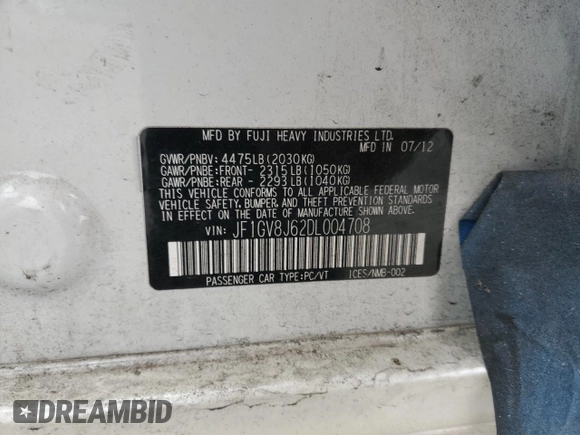 MFD BY FUJI HEAVY INDUSTRIES LTD.
MFD IN 07/12
GVWR/PNBV: 4475LB(2030KG)
GAWR/PNBE:FRONT- 2315LB(1050KG)
GAWR/PNBE:REAR - 2293LB(1040KG)
THIS VEHICLE CONFORMS TO ALL APPLICABLE FEDERAL MOTOR
VEHICLE SAFETY, BUMPER, AND THEFT PREVENTION STANDARDS
IN EFFECT ON THE DATE OF MANUFACTURE SHOWN ABOVE.
VIN: JF1GV8J62DL004708
PASSENGER CAR TYPE:PC/VT ICES/NMB-002
DREAMBID